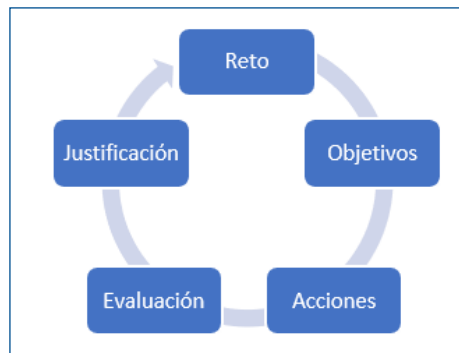 Reto
Objetivos
Acciones
Evaluación
Justificación